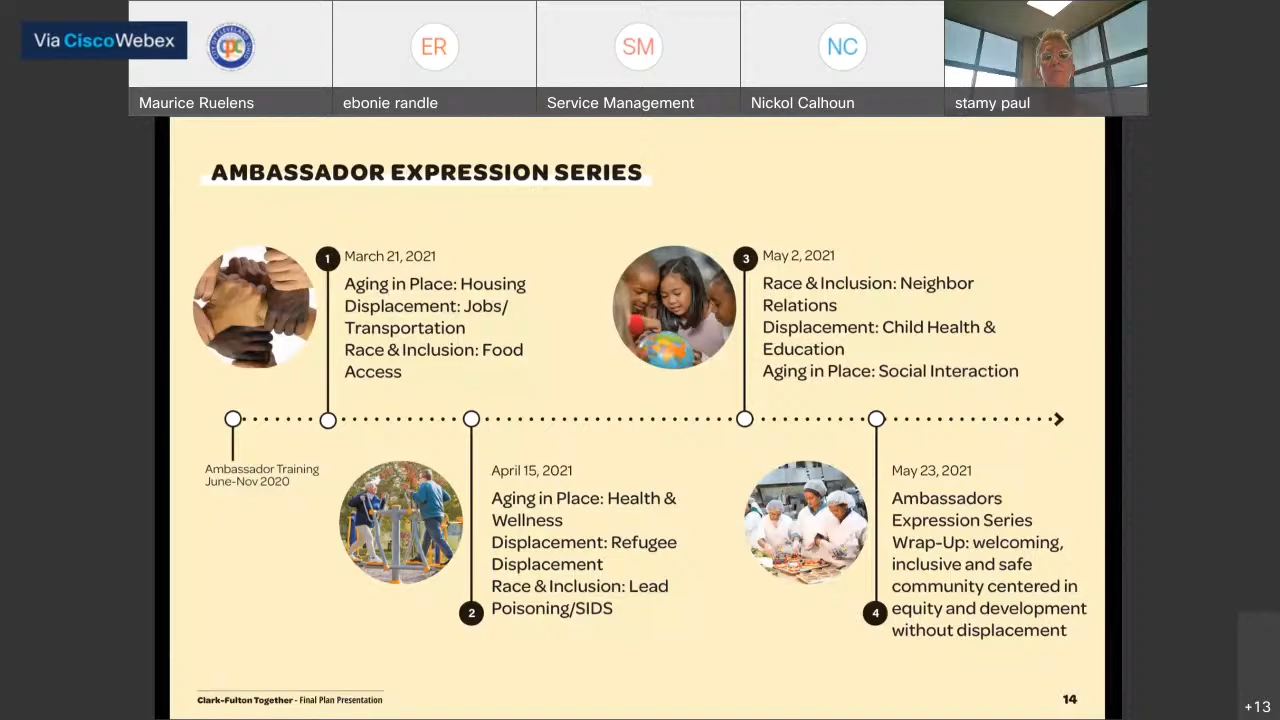 Via Cisco Webex
cpc
ER
SM
NC
Maurice Ruelens
ebonie randle
Service Management
Nickol Calhoun
stamy paul
AMBASSADOR EXPRESSION SERIES
1
March 21, 2021
Aging in Place: Housing
Displacement: Jobs/
Transportation
Race & Inclusion: Food
Access
3
May 2, 2021
Race & Inclusion: Neighbor
Relations
Displacement: Child Health &
Education
Aging in Place: Social Interaction
Ambassador Training
June-Nov 2020
2
April 15, 2021
Aging in Place: Health &
Wellness
Displacement: Refugee
Displacement
Race & Inclusion: Lead
Poisoning/SIDS
4
May 23, 2021
Ambassadors
Expression Series
Wrap-Up: welcoming,
inclusive and safe
community centered in
equity and development
without displacement
Clark-Fulton Together - Final Plan Presentation
14
+13